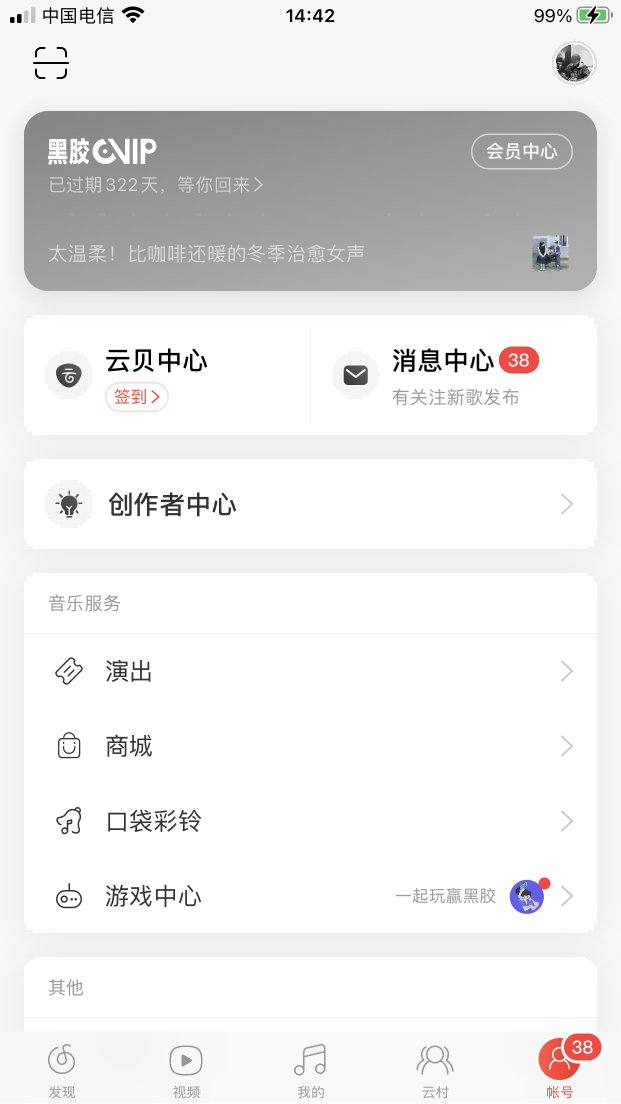 中国电信 14:42 99%
黑胶VIP
会员中心
已过期322天，等你回来>
太温柔！比咖啡还暖的冬季治愈女声
云贝中心
签到>
消息中心 38
有关注新歌发布
创作者中心
音乐服务
演出
商城
口袋彩铃
游戏中心 一起玩赢黑胶
其他
38
发现 视频 我的 云村 帐号